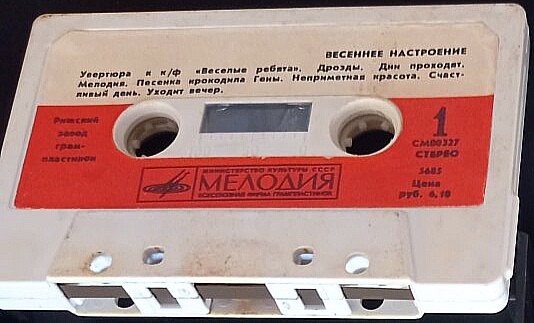 ВЕСЕННЕЕ НАСТРОЕНИЕ
Увертюра к к/ф «Веселые ребята». Дрозды. Дни проходят.
Мелодия. Песенка крокодила Гены. Неприметная красота. Счаст-
ливый день. Уходит вечер.
Рижский
завод
грам-
пластинок
1
СМ00327
СТЕРЕО
5685
Цена
руб. 6,10
МИНИСТЕРСТВО КУЛЬТУРЫ СССР
МЕЛОДИЯ
ВСЕСОЮЗНАЯ ФИРМА ГРАМПЛАСТИНОК